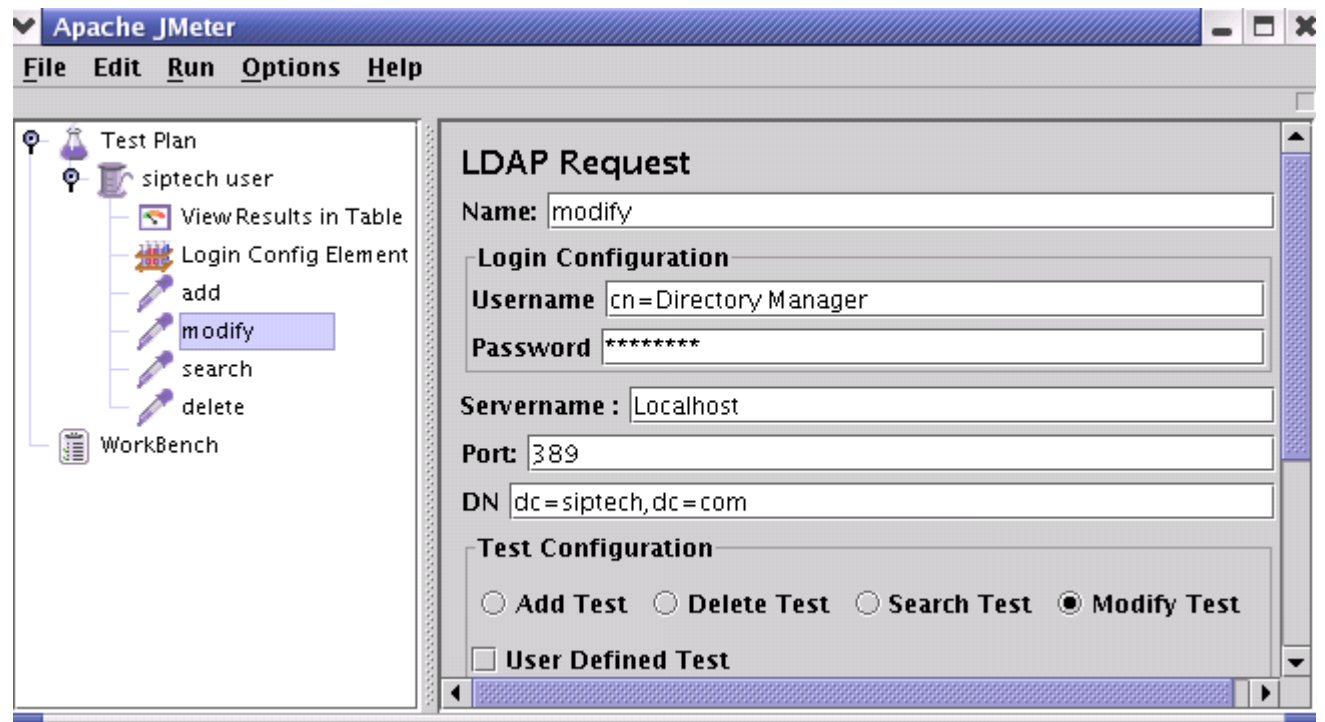 Apache JMeter
File Edit Run Options Help
Test Plan
siptech user
View Results in Table
Login Config Element
add
modify
search
delete
WorkBench
LDAP Request
Name: modify
Login Configuration
Username cn=Directory Manager
Password ********
Servername : Localhost
Port: 389
DN dc=siptech,dc=com
Test Configuration
Add Test Delete Test Search Test Modify Test
User Defined Test